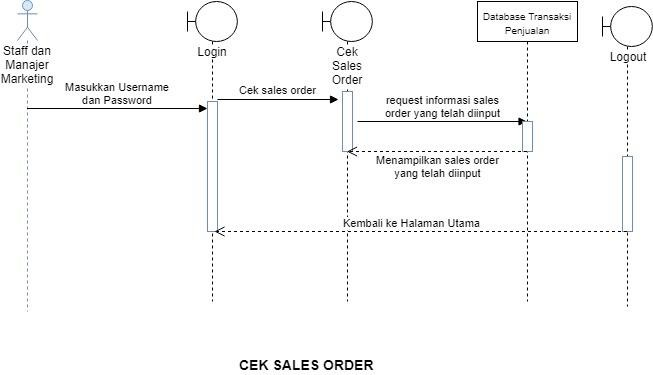 Staff dan
Manajer
Marketing
Login
Cek
Sales
Order
Database Transaksi
Penjualan
Logout
Masukkan Username
dan Password
Cek sales order
request informasi sales
order yang telah diinput
Menampilkan sales order
yang telah diinput
Kembali ke Halaman Utama
CEK SALES ORDER